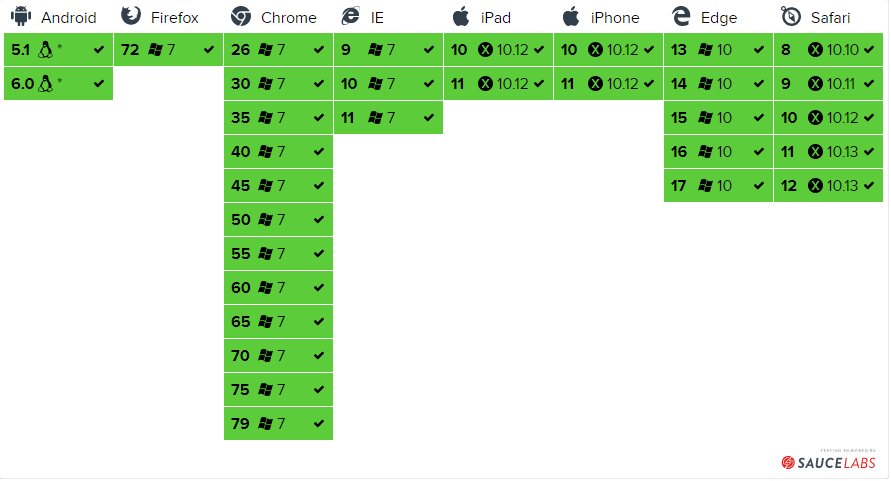 Android Firefox Chrome IE iPad iPhone Edge Safari
5.1 * 72 7 26 7 9 7 10 10.12 10 10.12 13 10 8 10.10
6.0 * 30 7 10 7 11 10.12 11 10.12 14 10 9 10.11
35 7 11 7 15 10 10 10.12
40 7 16 10 11 10.13
45 7 17 10 12 10.13
50 7
55 7
60 7
65 7
70 7
75 7
79 7
TESTING POWERED BY
SAUCELABS